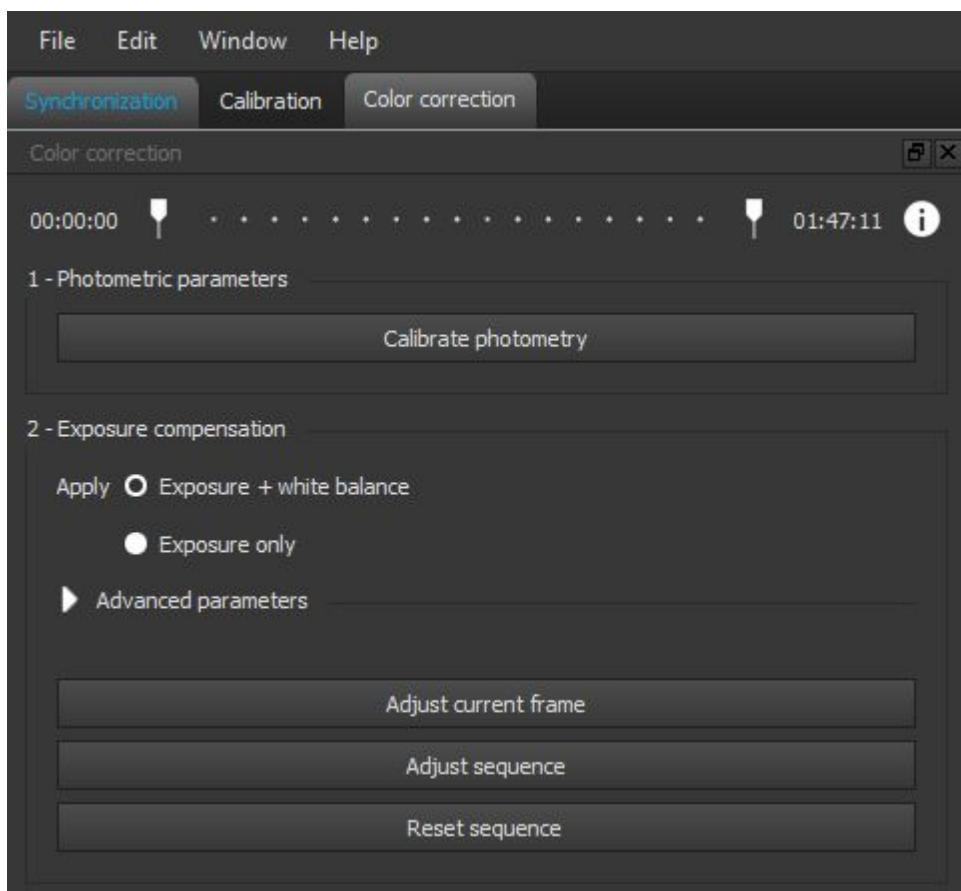 File Edit Window Help
Synchronization Calibration Color correction
Color correction
00:00:00 01:47:11
1 - Photometric parameters
Calibrate photometry
2 - Exposure compensation
Apply Exposure + white balance
Exposure only
Advanced parameters
Adjust current frame
Adjust sequence
Reset sequence